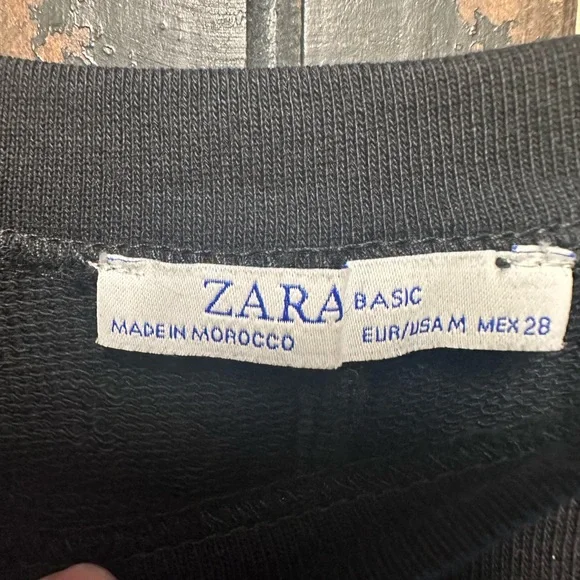 ZARA BASIC
MADE IN MOROCCO EUR/USA M MEX 28